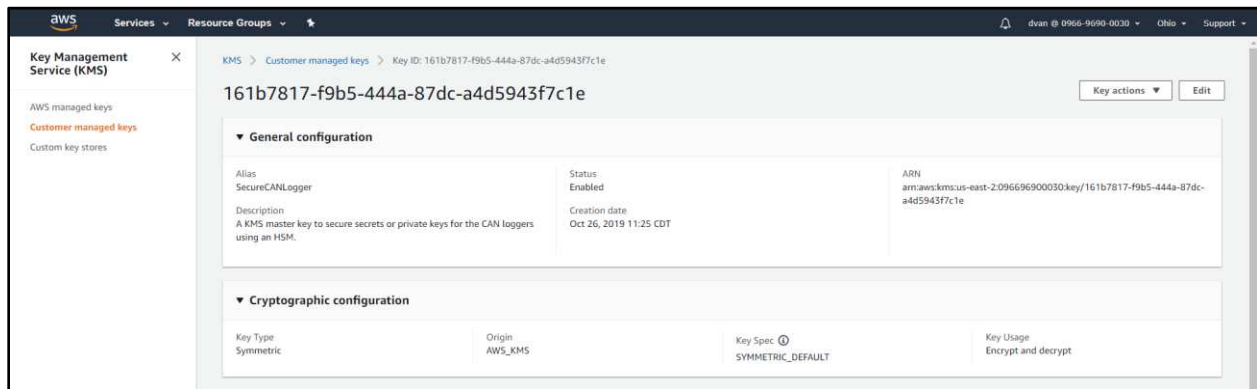 aws Services Resource Groups dvan @ 0966-9690-0030 Ohio Support
Key Management
Service (KMS)
AWS managed keys
Customer managed keys
Custom key stores
KMS > Customer managed keys > Key ID: 161b7817-f9b5-444a-87dc-a4d5943f7c1e
161b7817-f9b5-444a-87dc-a4d5943f7c1e
Key actions Edit
General configuration
Alias
SecureCANLogger
Description
A KMS master key to secure secrets or private keys for the CAN loggers
using an HSM.
Status
Enabled
Creation date
Oct 26, 2019 11:25 CDT
ARN
arn:aws:kms:us-east-2:096696900030:key/161b7817-f9b5-444a-87dc-
a4d5943f7c1e
Cryptographic configuration
Key Type
Symmetric
Origin
AWS_KMS
Key Spec
SYMMETRIC_DEFAULT
Key Usage
Encrypt and decrypt